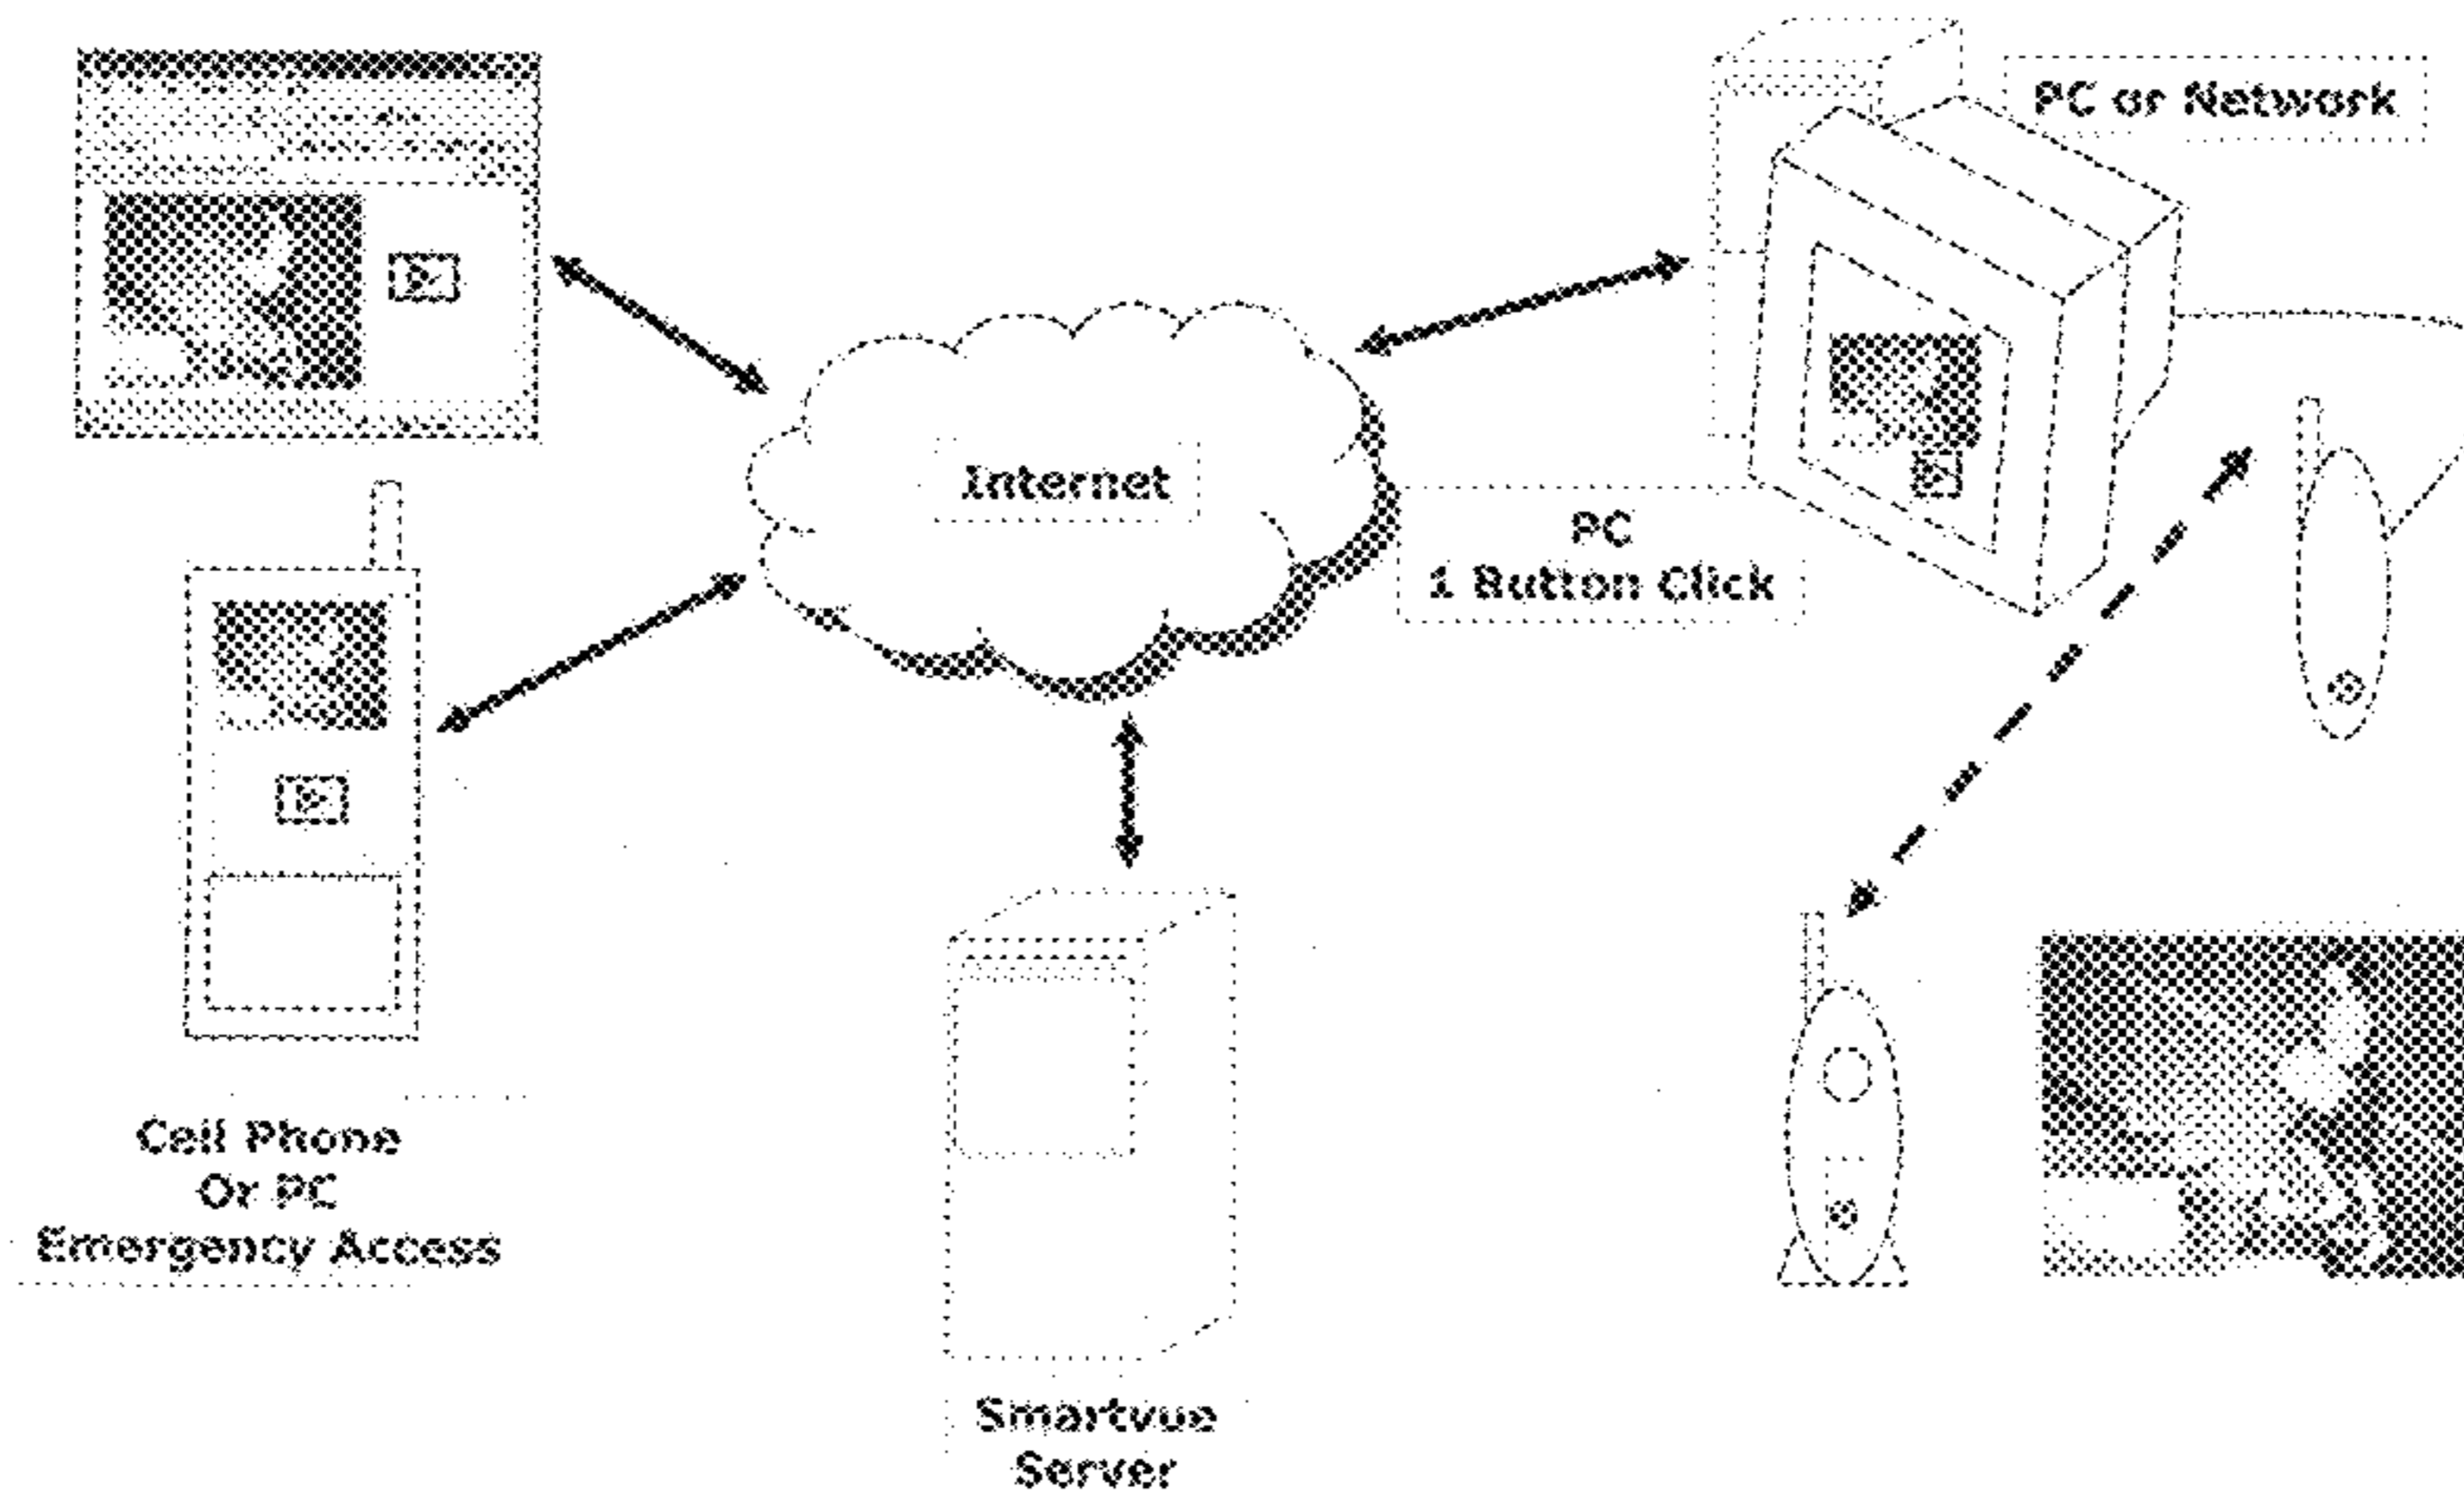 PC or Network
Internet
PC
1 Button Click
Cell Phone
Or PC
Emergency Access
Smartvue
Server